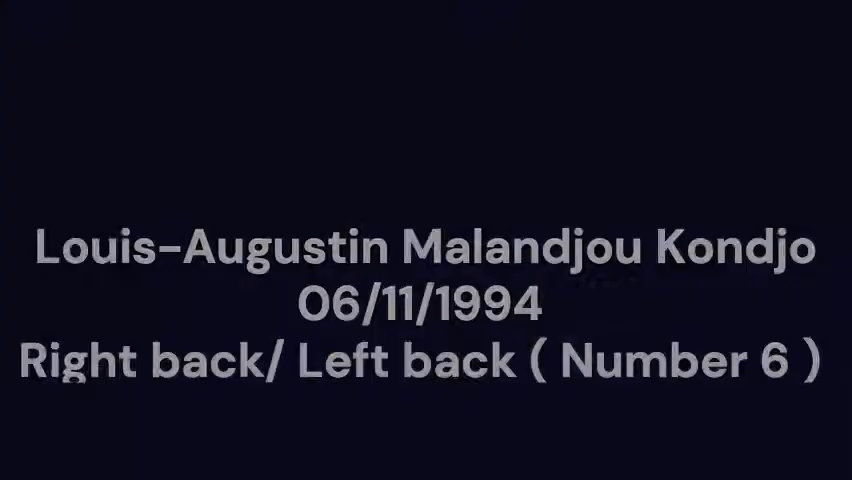 Louis-Augustin Malandjou Kondjo
06/11/1994
Right back/ Left back ( Number 6 )